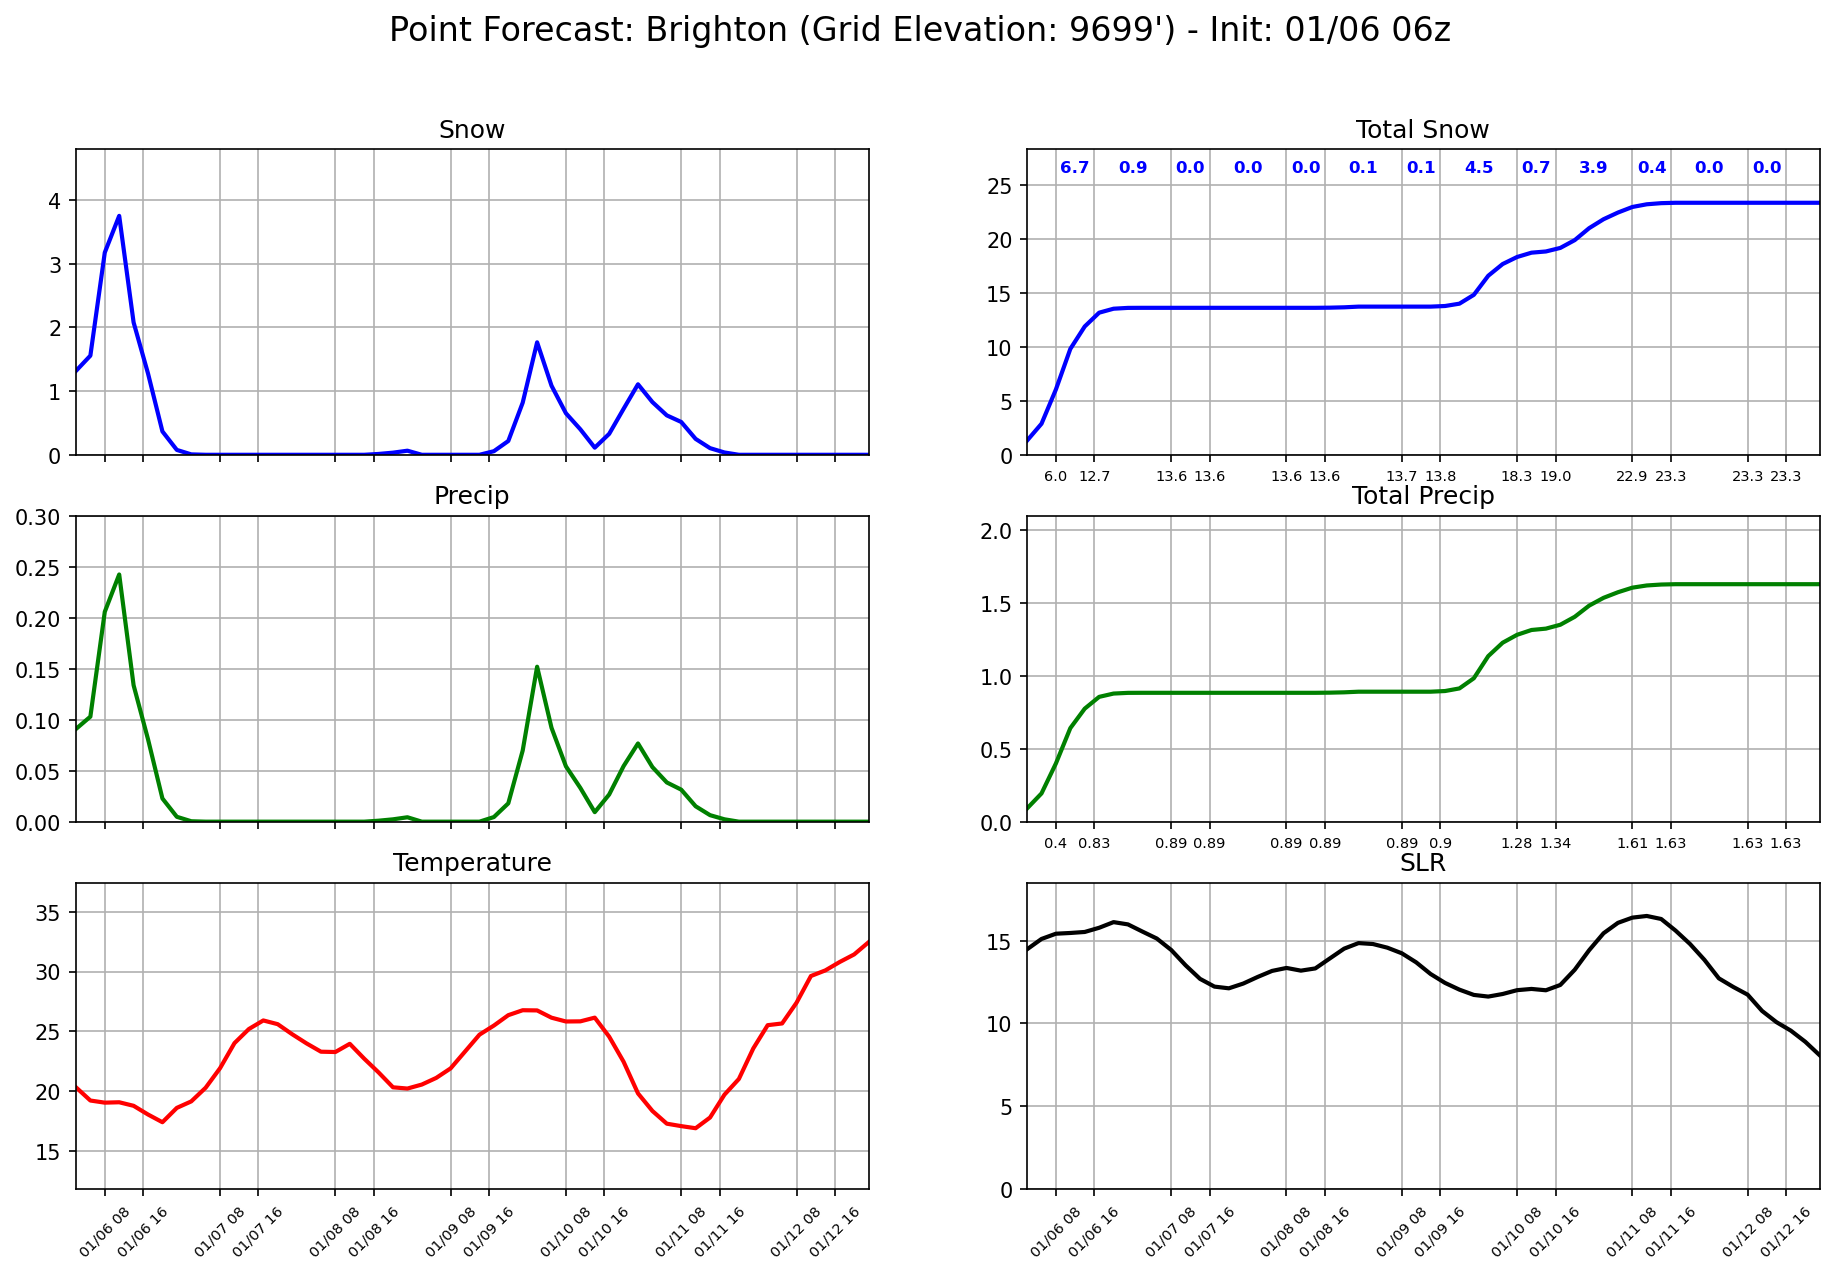 Point Forecast: Brighton (Grid Elevation: 9699') - Init: 01/06 06z
Snow
4
3
2
1
0
Total Snow
6.7 0.9 0.0 0.0 0.0 0.1 0.1 4.5 0.7 3.9 0.4 0.0 0.0
25
20
15
10
5
0
6.0 12.7 13.6 13.6 13.6 13.6 13.7 13.8 18.3 19.0 22.9 23.3 23.3 23.3
Precip
0.30
0.25
0.20
0.15
0.10
0.05
0.00
Total Precip
2.0
1.5
1.0
0.5
0.0
0.4 0.83 0.89 0.89 0.89 0.89 0.89 0.9 1.28 1.34 1.61 1.63 1.63 1.63
Temperature
35
30
25
20
15
01/06 08 01/06 16 01/07 08 01/07 16 01/08 08 01/08 16 01/09 08 01/09 16 01/10 08 01/10 16 01/11 08 01/11 16 01/12 08 01/12 16
SLR
15
10
5
0
01/06 08 01/06 16 01/07 08 01/07 16 01/08 08 01/08 16 01/09 08 01/09 16 01/10 08 01/10 16 01/11 08 01/11 16 01/12 08 01/12 16